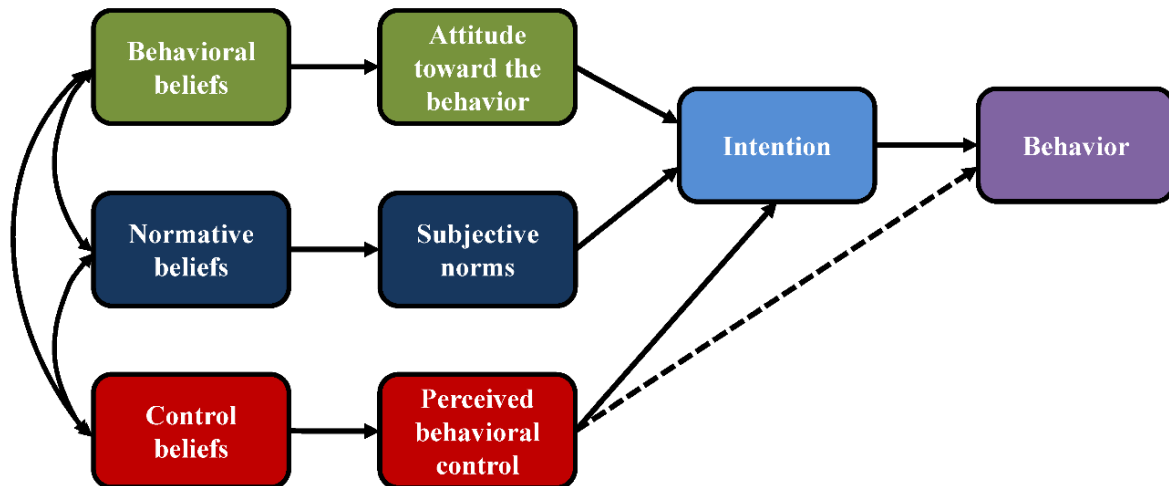 Behavioral
beliefs
Attitude
toward the
behavior
Intention
Behavior
Normative
beliefs
Subjective
norms
Control
beliefs
Perceived
behavioral
control